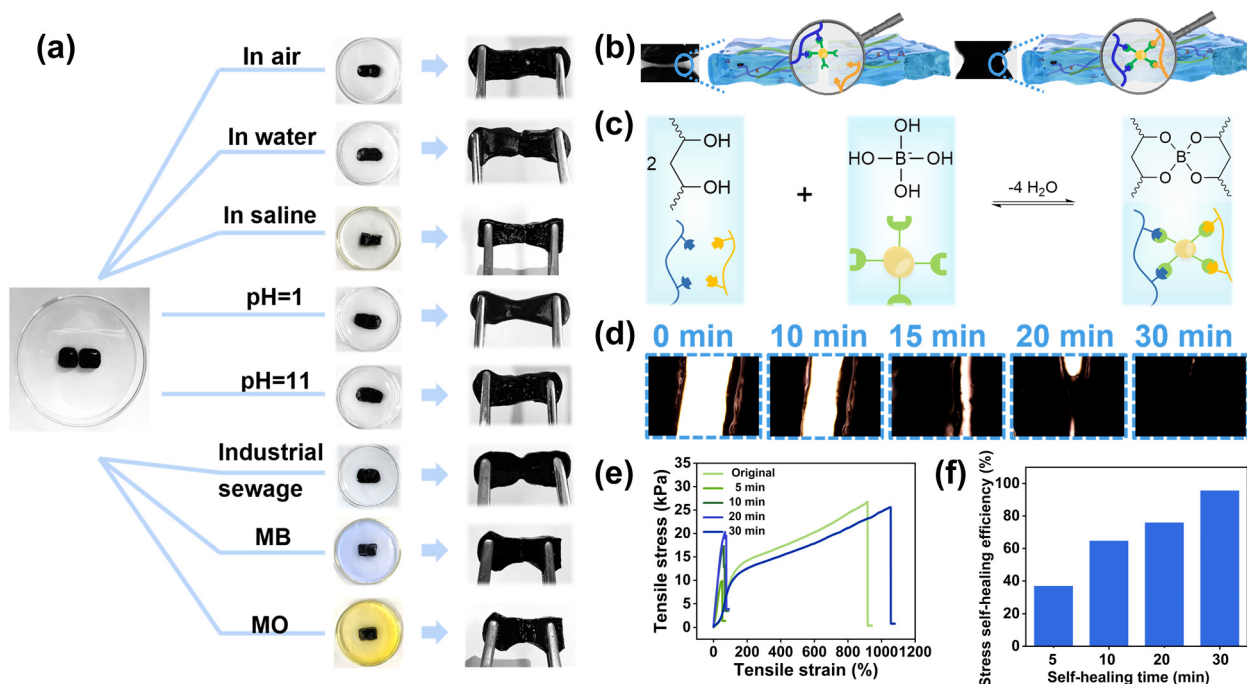 (a)
In air
In water
In saline
pH=1
pH=11
Industrial
sewage
MB
MO
(b)
(c)
2
OH
OH
+
OH
HO
B-
OH
OH
-4 H2O
O
O
B-
O
O
(d)
0 min
10 min
15 min
20 min
30 min
(e)
Tensile stress (kPa)
35
30
25
20
15
10
5
0
Original
5 min
10 min
20 min
30 min
0
200
400
600
800
1000
1200
Tensile strain (%)
(f)
Stress self-healing efficiency (%)
100
80
60
40
20
0
5
10
20
30
Self-healing time (min)